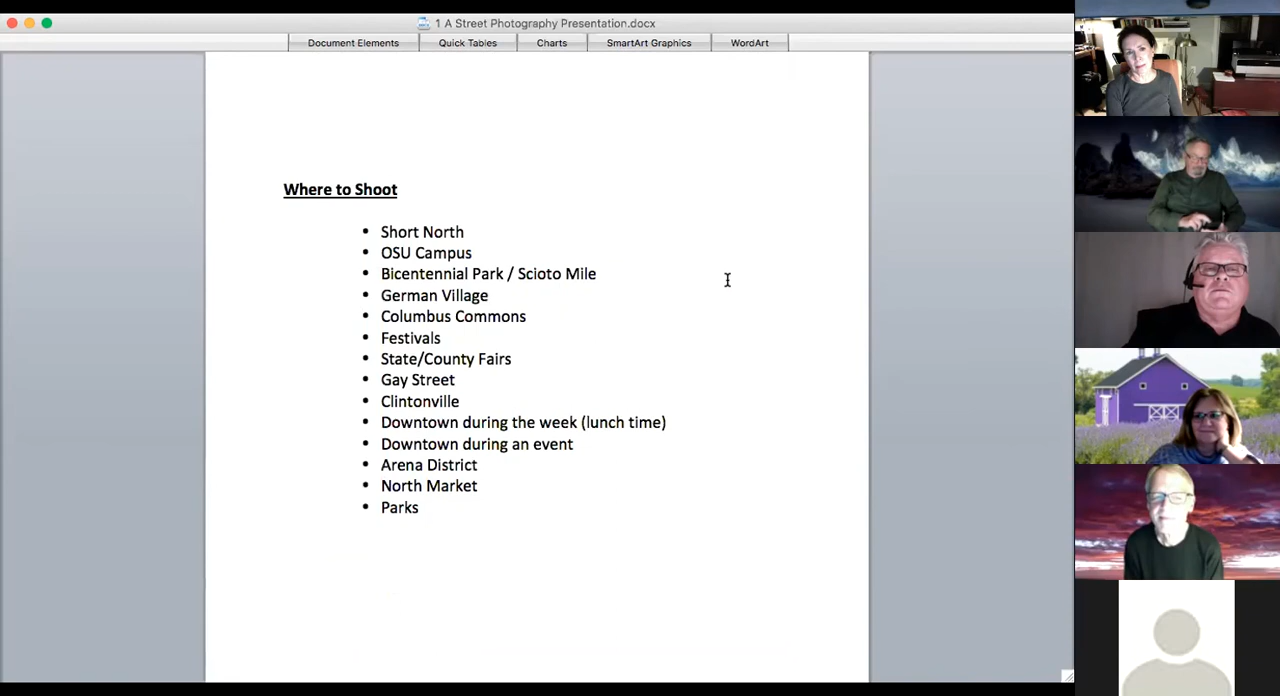 1 A Street Photography Presentation.docx
Document Elements Quick Tables Charts SmartArt Graphics WordArt
Where to Shoot
• Short North
• OSU Campus
• Bicentennial Park / Scioto Mile
• German Village
• Columbus Commons
• Festivals
• State/County Fairs
• Gay Street
• Clintonville
• Downtown during the week (lunch time)
• Downtown during an event
• Arena District
• North Market
• Parks